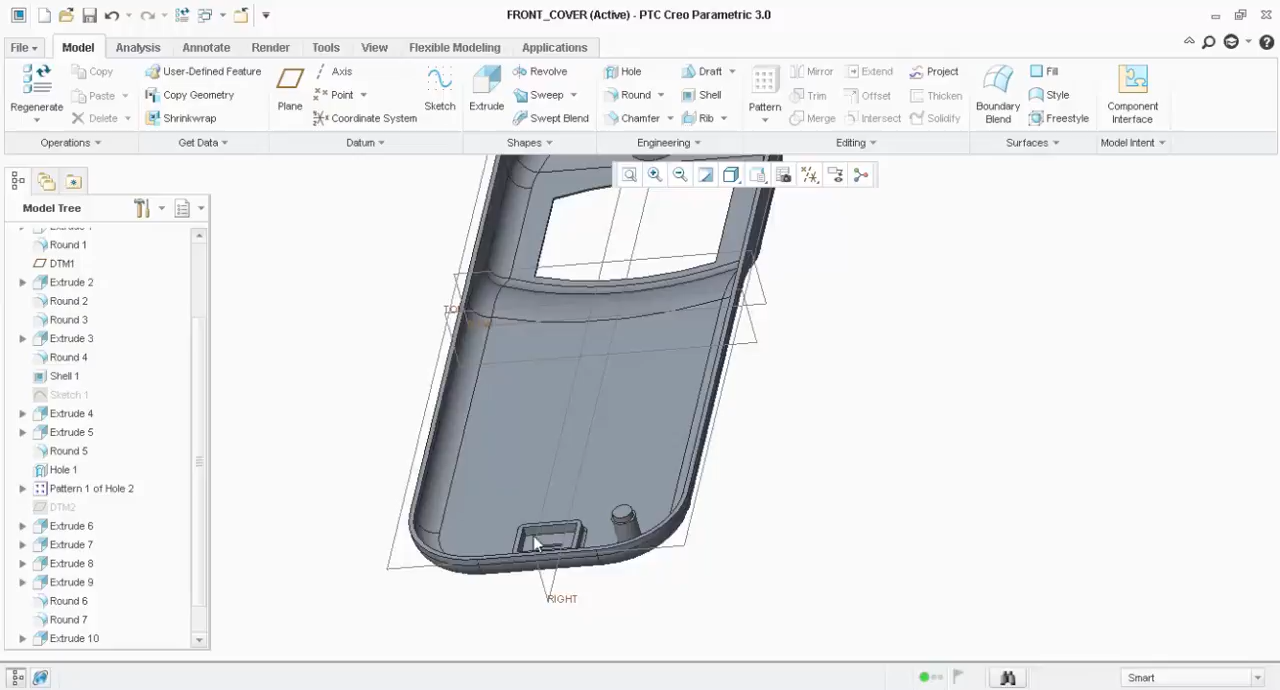 FRONT_COVER (Active) - PTC Creo Parametric 3.0
File Model Analysis Annotate Render Tools View Flexible Modeling Applications
Regenerate Copy Paste Delete
User-Defined Feature Copy Geometry Shrinkwrap
Plane Axis Point Coordinate System Sketch
Extrude Revolve Sweep Swept Blend
Hole Round Chamfer Draft Shell Rib
Pattern Mirror Trim Merge Extend Offset Intersect Project Thicken Solidify
Boundary Blend Fill Style Freestyle
Component Interface
Operations Get Data Datum Shapes Engineering Editing Surfaces Model Intent
Model Tree
Round 1
DTM1
Extrude 2
Round 2
Round 3
Extrude 3
Round 4
Shell 1
Sketch 1
Extrude 4
Extrude 5
Round 5
Hole 1
Pattern 1 of Hole 2
DTM2
Extrude 6
Extrude 7
Extrude 8
Extrude 9
Round 6
Round 7
Extrude 10
RIGHT
Smart